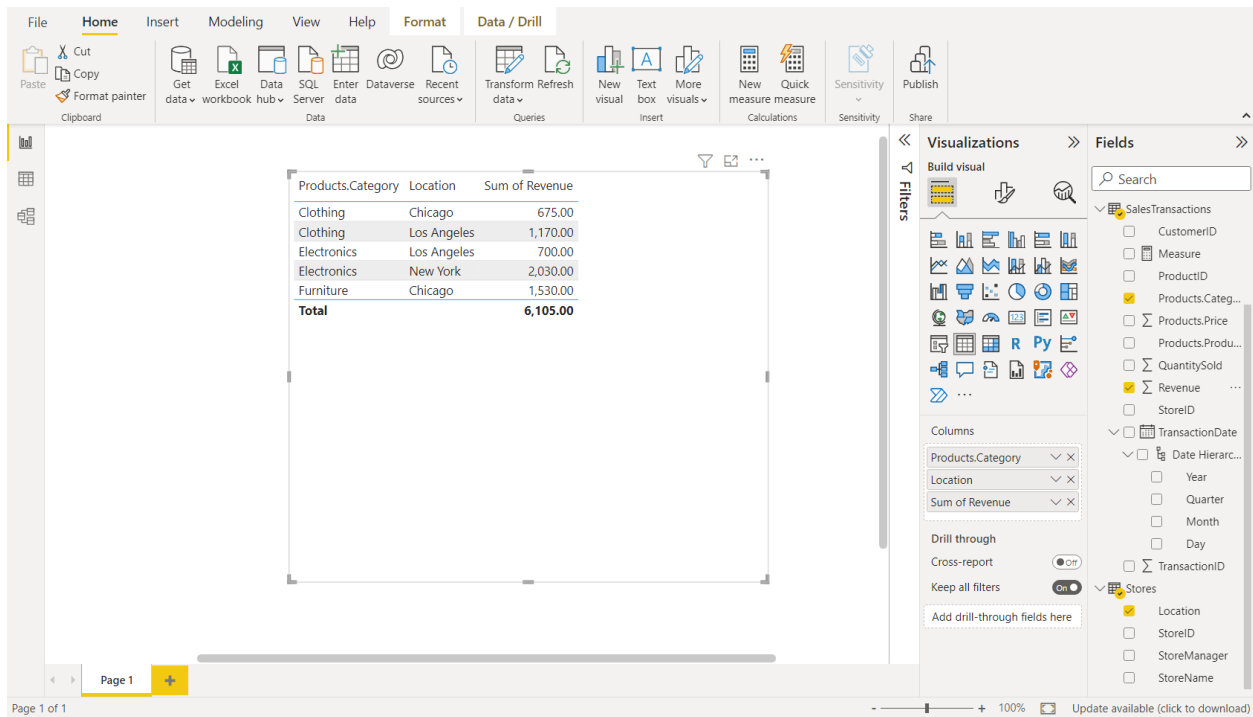 File Home Insert Modeling View Help Format Data / Drill
Paste
Cut
Copy
Format painter
Clipboard
Get data
Excel workbook
Data hub
SQL Server
Enter data
Dataverse
Recent sources
Data
Transform data
Refresh
Queries
New visual
Text box
More visuals
Insert
New measure
Quick measure
Calculations
Sensitivity
Sensitivity
Publish
Share
Products.Category Location Sum of Revenue
Clothing Chicago 675.00
Clothing Los Angeles 1,170.00
Electronics Los Angeles 700.00
Electronics New York 2,030.00
Furniture Chicago 1,530.00
Total 6,105.00
Filters
Visualizations
Build visual
123
R Py
Columns
Products.Category
Location
Sum of Revenue
Drill through
Cross-report Off
Keep all filters On
Add drill-through fields here
Fields
Search
SalesTransactions
CustomerID
Measure
ProductID
Products.Categ...
Products.Price
Products.Produ...
QuantitySold
Revenue
StoreID
TransactionDate
Date Hierarc...
Year
Quarter
Month
Day
TransactionID
Stores
Location
StoreID
StoreManager
StoreName
Page 1
Page 1 of 1
- + 100%
Update available (click to download)